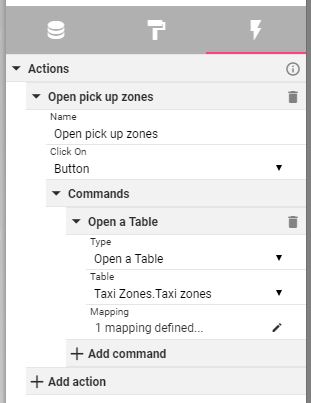 Actions
Open pick up zones
Name
Open pick up zones
Click On
Button
Commands
Open a Table
Type
Open a Table
Table
Taxi Zones.Taxi zones
Mapping
1 mapping defined...
Add command
Add action